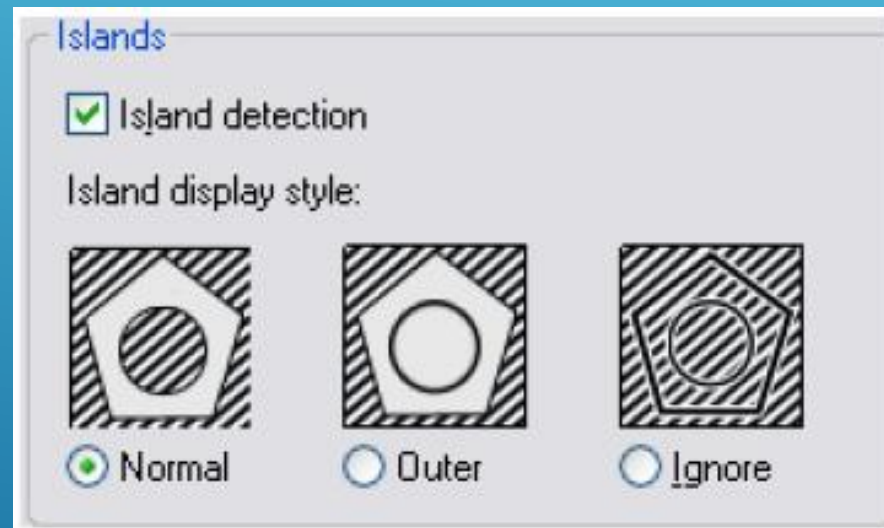 Islands
Island detection
Island display style:
Normal Outer Ignore